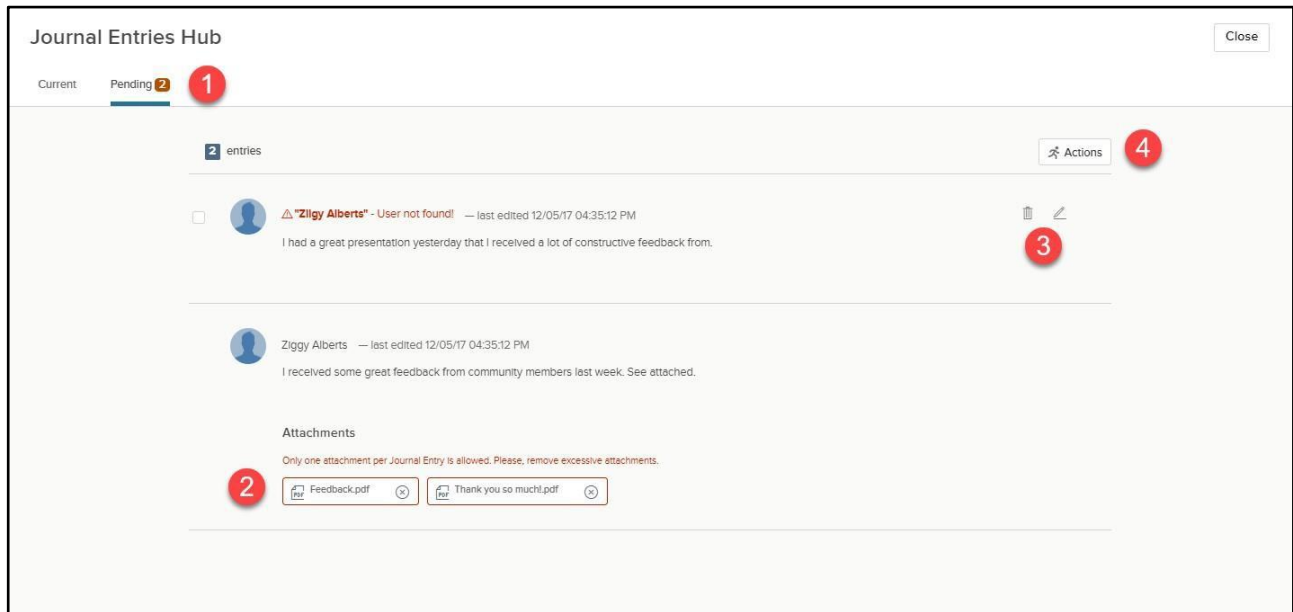 Journal Entries Hub
Close
Current Pending 2 1
2 entries
Actions 4
"Zilgy Alberts" - User not found! — last edited 12/05/17 04:35:12 PM
I had a great presentation yesterday that I received a lot of constructive feedback from.
3
Ziggy Alberts — last edited 12/05/17 04:35:12 PM
I received some great feedback from community members last week. See attached.
Attachments
Only one attachment per Journal Entry is allowed. Please, remove excessive attachments.
2 PDF Feedback.pdf PDF Thank you so much!.pdf